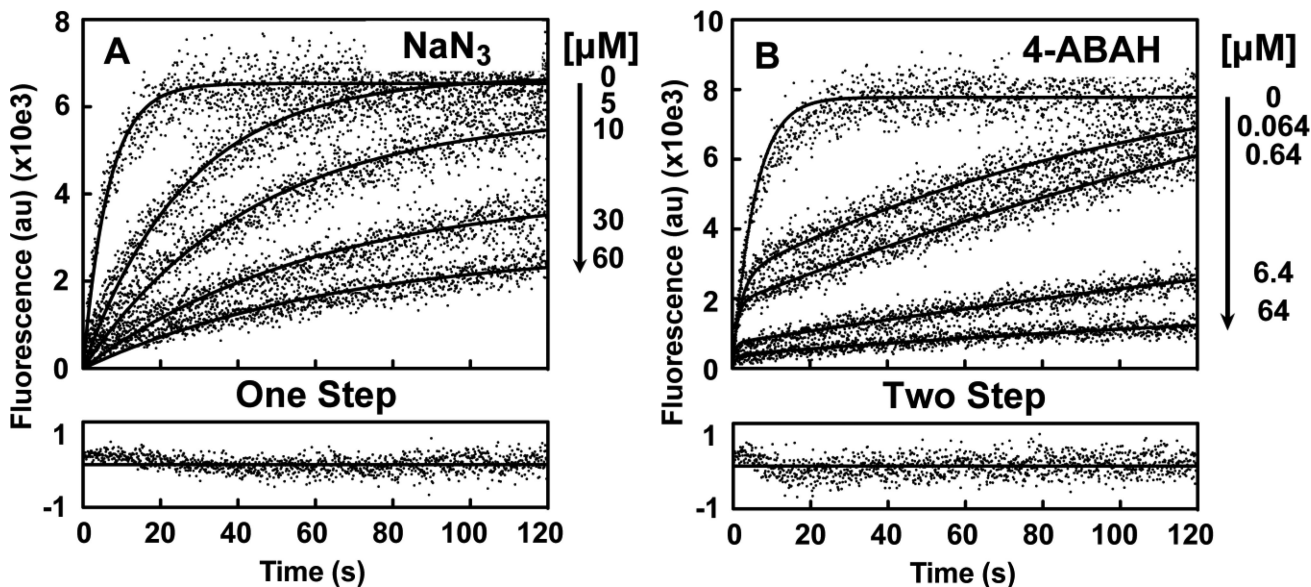 A
NaN3
[µM]
0
5
10
30
60
8
6
4
2
0
Fluorescence (au) (x10e3)
One Step
1
-1
0 20 40 60 80 100 120
Time (s)
B
4-ABAH
[µM]
0
0.064
0.64
6.4
64
10
8
6
4
2
0
Fluorescence (au) (x10e3)
Two Step
1
-1
0 20 40 60 80 100 120
Time (s)